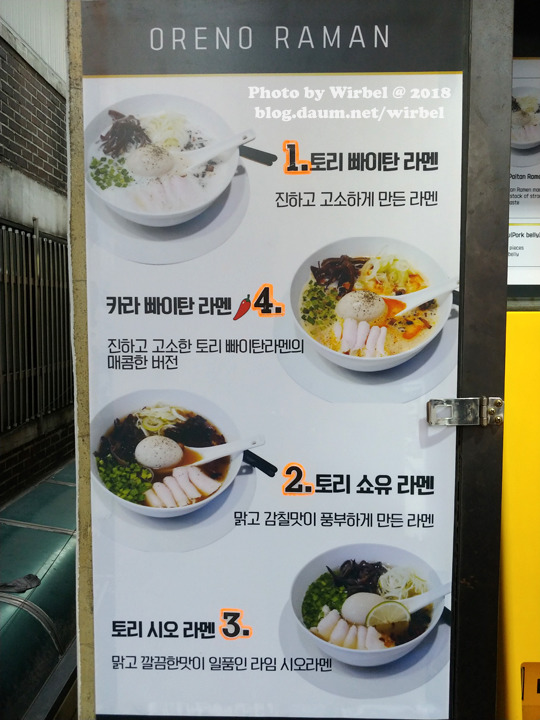 ORENO RAMAN
Photo by Wirbel @ 2018
blog.daum.net/wirbel
1. 토리 빠이탄 라멘
진하고 고소하게 만든 라멘
카라 빠이탄 라멘 4.
진하고 고소한 토리 빠이탄라멘의
매콤한 버전
2. 토리 쇼유 라멘
맑고 감칠맛이 풍부하게 만든 라멘
토리 시오 라멘 3.
맑고 깔끔한맛이 일품인 라임 시오라멘